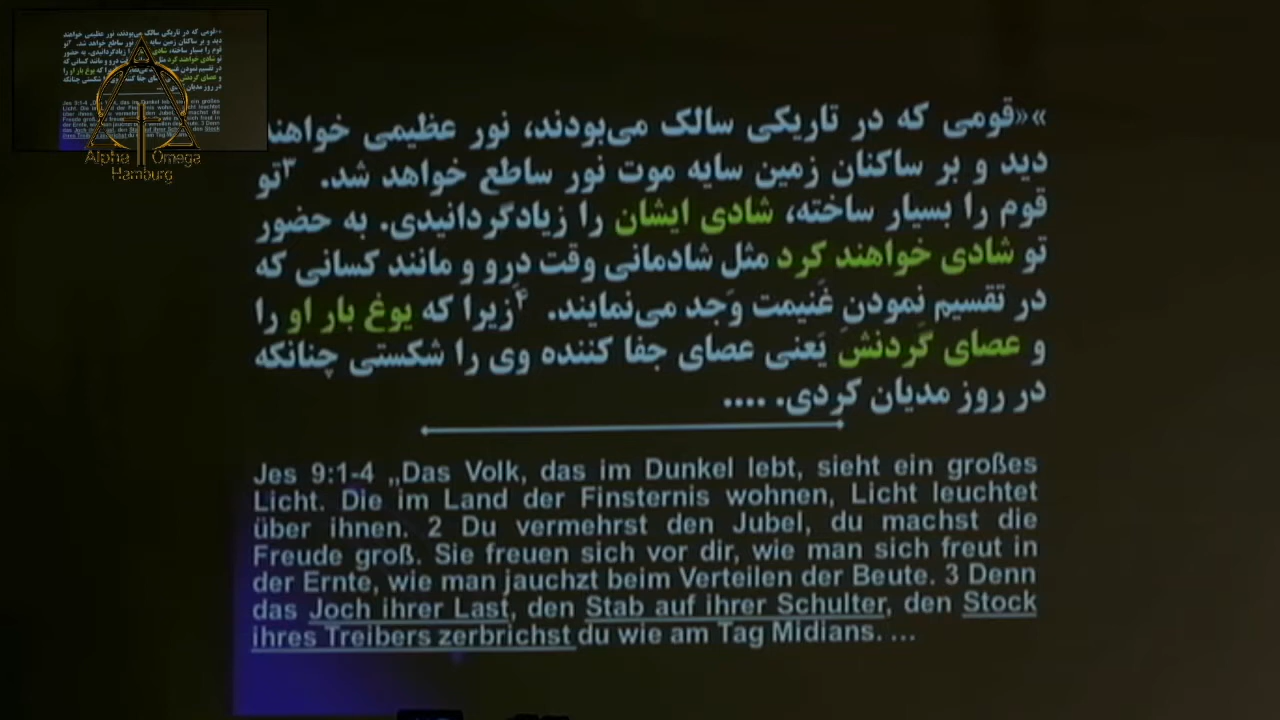 »«قومی که در تاریکی سالک می‌بودند، نور عظیمی خواهند
دید و بر ساکنان زمین سایه موت نور ساطع خواهد شد. ۳تو
قوم را بسیار ساخته، شادی ایشان را زیادگردانیدی. به حضور
تو شادی خواهند کرد مثل شادمانی وقت دِرو و مانند کسانی که
در تقسیم نمودن غَنیمت وَجد می‌نمایند. ۴زیرا که یوغ بار او را
و عصای گردنش یَعنی عصای جفا کننده وی را شکستی چنانکه
در روز مدیان کردی. ....
Jes 9:1-4 „Das Volk, das im Dunkel lebt, sieht ein großes
Licht. Die im Land der Finsternis wohnen, Licht leuchtet
über ihnen. 2 Du vermehrst den Jubel, du machst die
Freude groß. Sie freuen sich vor dir, wie man sich freut in
der Ernte, wie man jauchzt beim Verteilen der Beute. 3 Denn
das Joch ihrer Last, den Stab auf ihrer Schulter, den Stock
ihres Treibers zerbrichst du wie am Tag Midians. ...
Alpha Omega
Hamburg